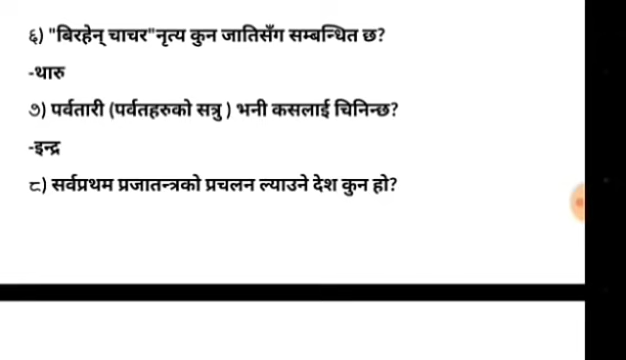 ६) "बिरहेन् चाचर"नृत्य कुन जातिसँग सम्बन्धित छ?
-थारु
७) पर्वतारी (पर्वतहरुको सत्रु ) भनी कसलाई चिनिन्छ?
-इन्द्र
८) सर्वप्रथम प्रजातन्त्रको प्रचलन ल्याउने देश कुन हो?